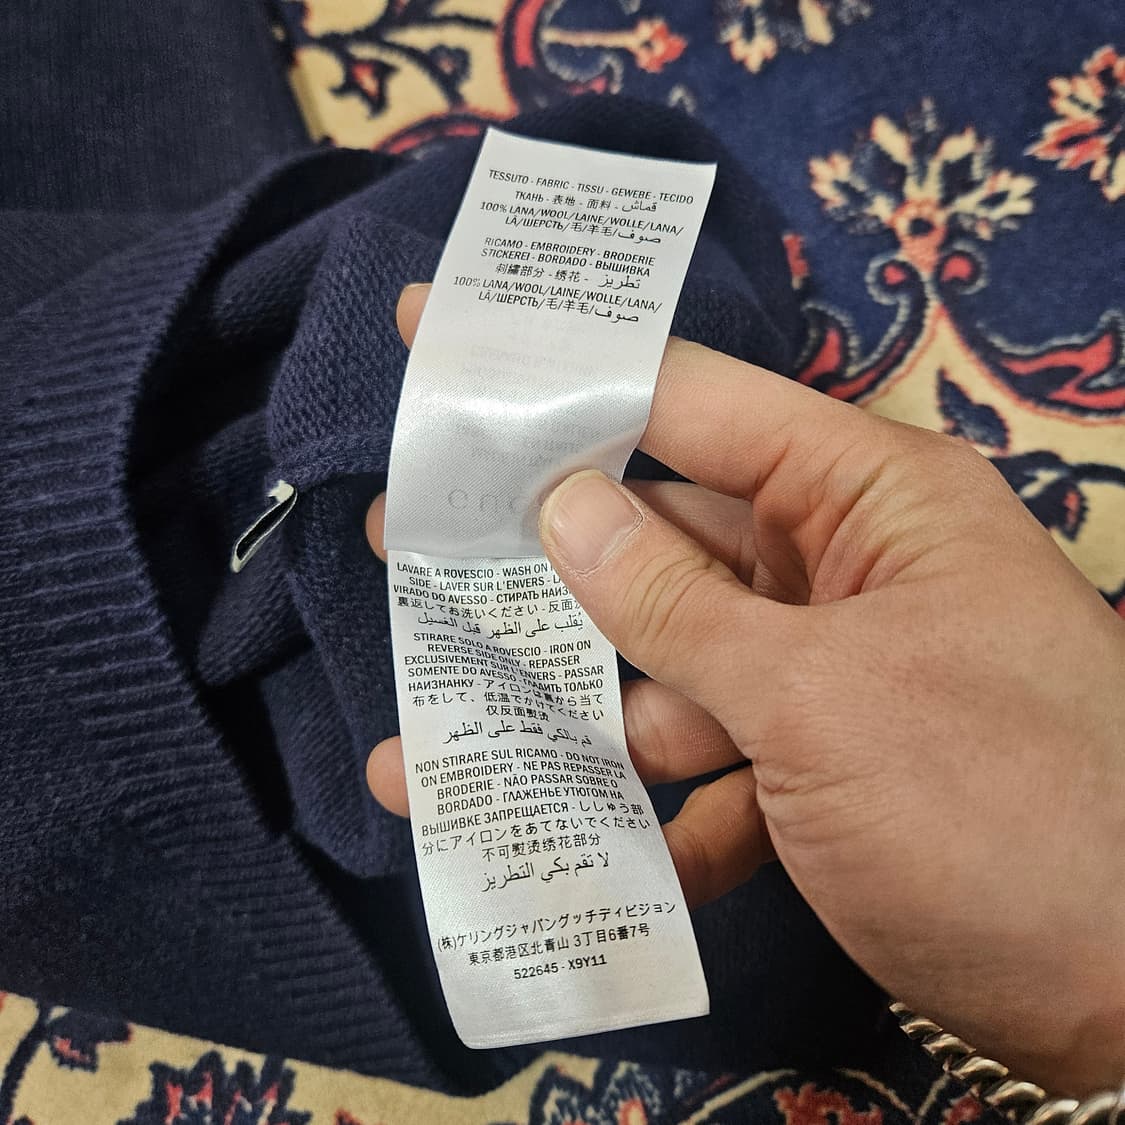 TESSUTO - FABRIC - TISSU - GEWEBE - TECIDO
ТКАНЬ - 表地 - 面料 - قماش
100% LANA/WOOL/LAINE/WOLLE/LANA/
LÃ/ШЕРСТЬ/毛/羊毛/صوف
RICAMO - EMBROIDERY - BRODERIE
STICKEREI - BORDADO - ВЫШИВКА
刺繍部分 - 绣花 - تطريز
100% LANA/WOOL/LAINE/WOLLE/LANA/
LÃ/ШЕРСТЬ/毛/羊毛/صوف
LAVARE A ROVESCIO - WASH ON
SIDE - LAVER SUR L'ENVERS -
VIRADO DO AVESSO - СТИРАТЬ
裏返してお洗いください - 反面
يُقلب على الظهر قبل الغسيل
STIRARE SOLO A ROVESCIO - IRON ON
REVERSE SIDE ONLY - REPASSER
EXCLUSIVEMENT SUR L'ENVERS - PASSAR
SOMENTE DO AVESSO - ГЛАДИТЬ ТОЛЬКО
НАИЗНАНКУ - アイロンは裏から当て
布をして、低温でかけてください
仅反面熨烫
قم بالكي فقط على الظهر
NON STIRARE SUL RICAMO - DO NOT IRON
ON EMBROIDERY - NE PAS REPASSER LA
BRODERIE - NÃO PASSAR SOBRE O
BORDADO - ГЛАЖЕНЬЕ УТЮГОМ НА
ВЫШИВКЕ ЗАПРЕЩАЕТСЯ - ししゅう部
分にアイロンをあてないでください
不可熨烫绣花部分
لا تقم بكي التطريز
(株)ケリングジャパングッチディビジョン
東京都港区北青山 3丁目6番7号
522645 - X9Y11